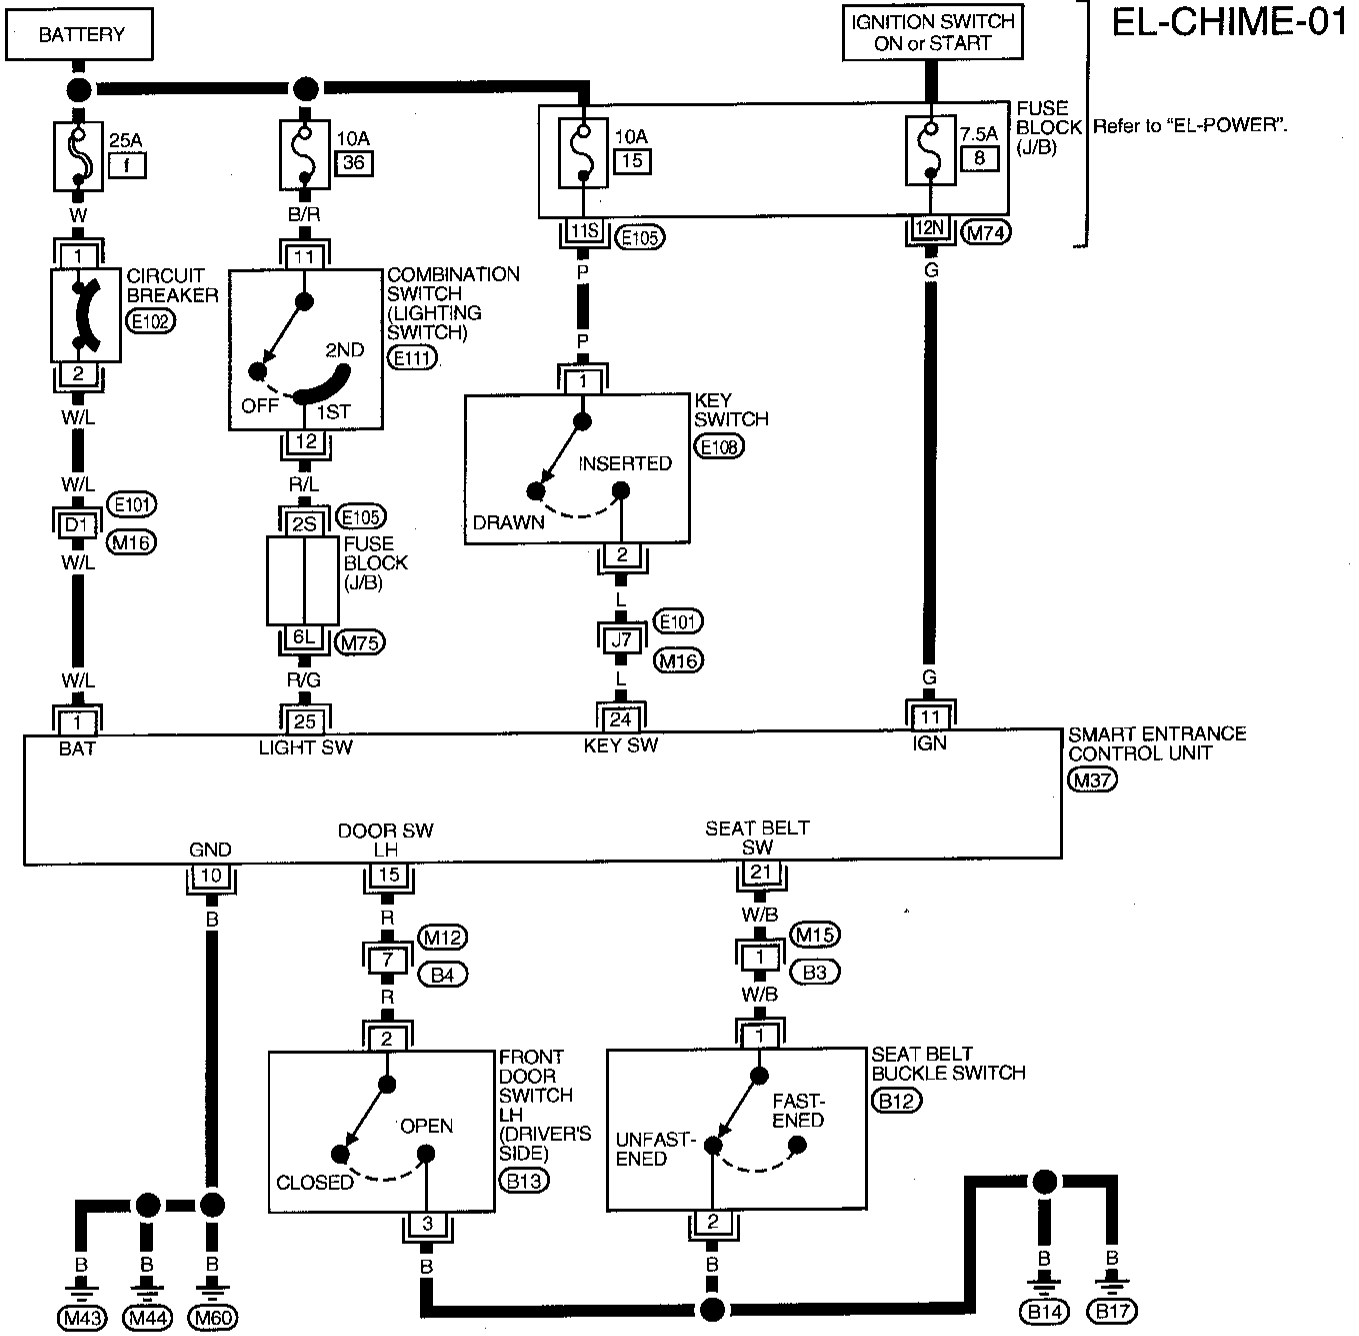 EL-CHIME-01
BATTERY
IGNITION SWITCH
ON or START
25A
f
10A
36
10A
15
7.5A
8
FUSE
BLOCK
(J/B)
Refer to "EL-POWER".
W
B/R
11S
E105
12N
M74
1
11
P
G
CIRCUIT
BREAKER
E102
COMBINATION
SWITCH
(LIGHTING
SWITCH)
E111
2ND
OFF
1ST
P
2
1
W/L
12
KEY
SWITCH
E108
INSERTED
DRAWN
W/L
R/L
E101
D1
M16
2S
E105
FUSE
BLOCK
(J/B)
W/L
2
L
6L
M75
E101
J7
M16
W/L
R/G
L
G
1
25
24
11
BAT
LIGHT SW
KEY SW
IGN
SMART ENTRANCE
CONTROL UNIT
M37
GND
DOOR SW
LH
SEAT BELT
SW
10
15
21
B
R
W/B
M12
7
B4
M15
1
B3
R
W/B
2
1
FRONT
DOOR
SWITCH
LH
(DRIVER'S
SIDE)
B13
OPEN
CLOSED
SEAT BELT
BUCKLE SWITCH
B12
FAST-
ENED
UNFAST-
ENED
3
2
B
B
B
B
B
B
B
M43
M44
M60
B14
B17